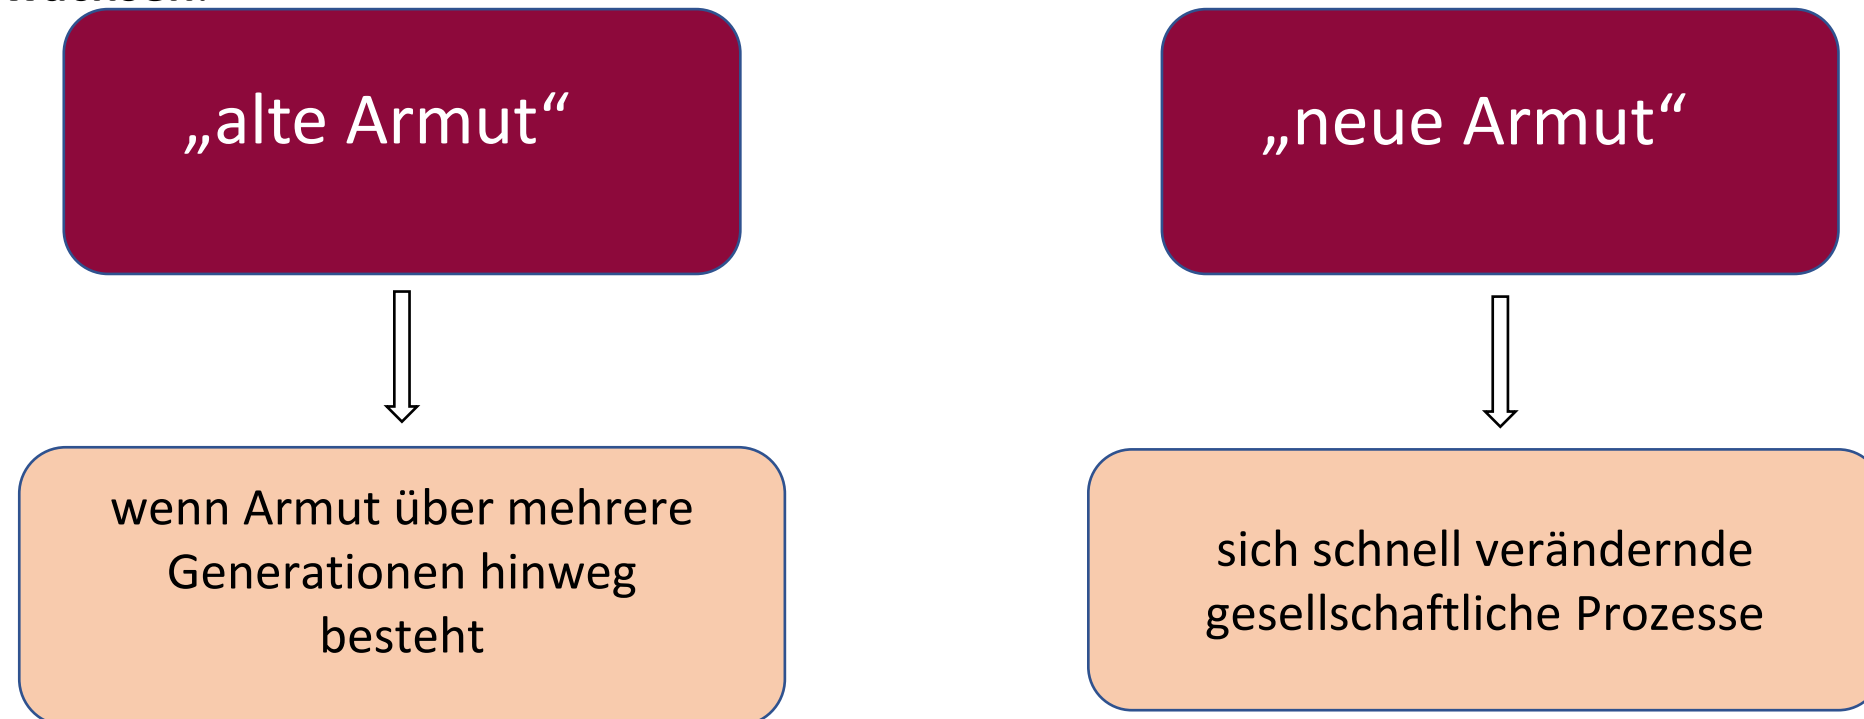 „alte Armut“
„neue Armut“
wenn Armut über mehrere
Generationen hinweg
besteht
sich schnell verändernde
gesellschaftliche Prozesse